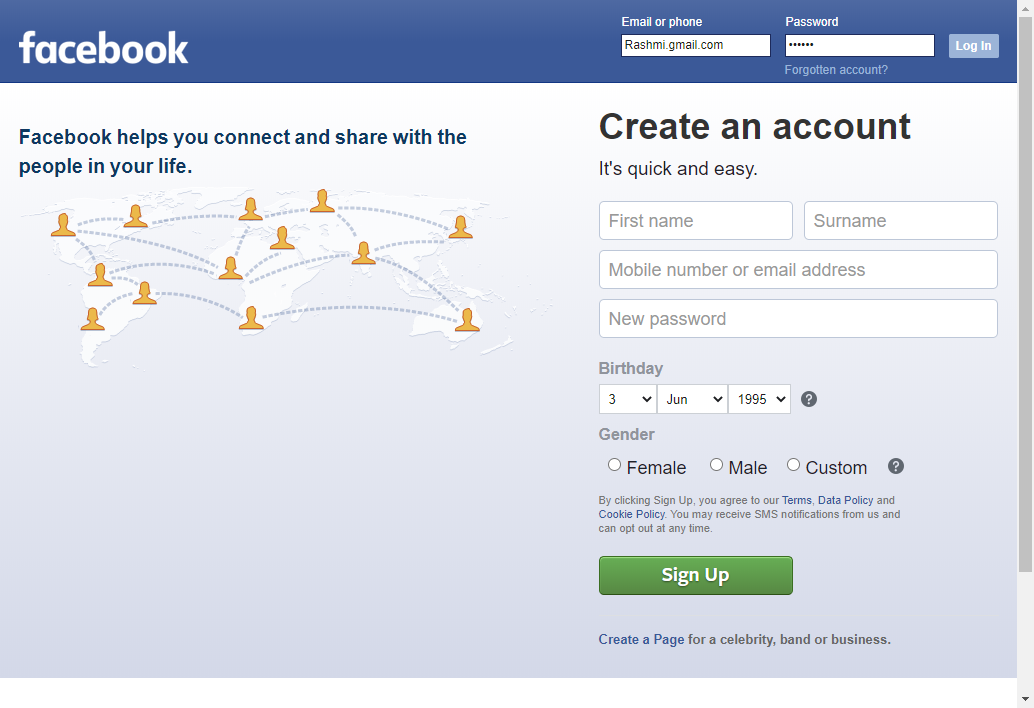 facebook
Email or phone
Password
Rashmi.gmail.com
••••••
Log In
Forgotten account?
Facebook helps you connect and share with the
people in your life.
Create an account
It's quick and easy.
First name
Surname
Mobile number or email address
New password
Birthday
3
Jun
1995
?
Gender
Female
Male
Custom
?
By clicking Sign Up, you agree to our Terms, Data Policy and
Cookie Policy. You may receive SMS notifications from us and
can opt out at any time.
Sign Up
Create a Page for a celebrity, band or business.